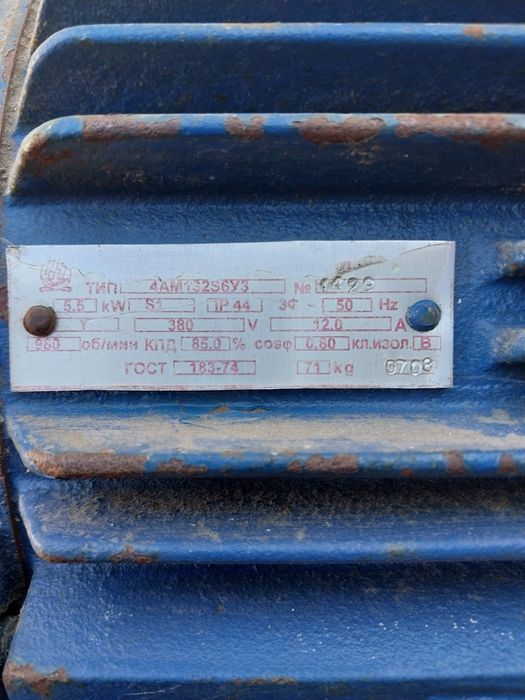 ТИП 4АМ132S6У3 №
5.5 kW S1 IP 44 3Ф ~ 50 Hz
Y 380 V 12.0 A
960 об/мин КПД 85.0 % cosφ 0.80 кл.изол. B
ГОСТ 183-74 71 kg 0708